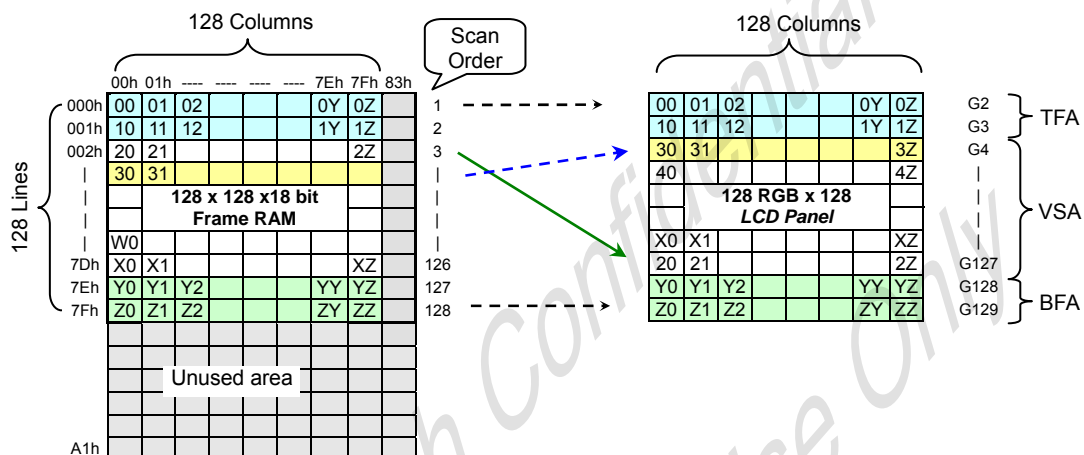 128 Columns
Scan Order
128 Columns
00h 01h ---- ---- ---- ---- 7Eh 7Fh 83h
000h 00 01 02 0Y 0Z 1 00 01 02 0Y 0Z G2
001h 10 11 12 1Y 1Z 2 10 11 12 1Y 1Z G3 TFA
002h 20 21 2Z 3 30 31 3Z G4
30 31 40 4Z
128 Lines
128 x 128 x18 bit
Frame RAM
128 RGB x 128
LCD Panel
VSA
W0 X0 X1 XZ
7Dh X0 X1 XZ 126 20 21 2Z G127
7Eh Y0 Y1 Y2 YY YZ 127 Y0 Y1 Y2 YY YZ G128
7Fh Z0 Z1 Z2 ZY ZZ 128 Z0 Z1 Z2 ZY ZZ G129 BFA
Unused area
A1h
Confidential
Only